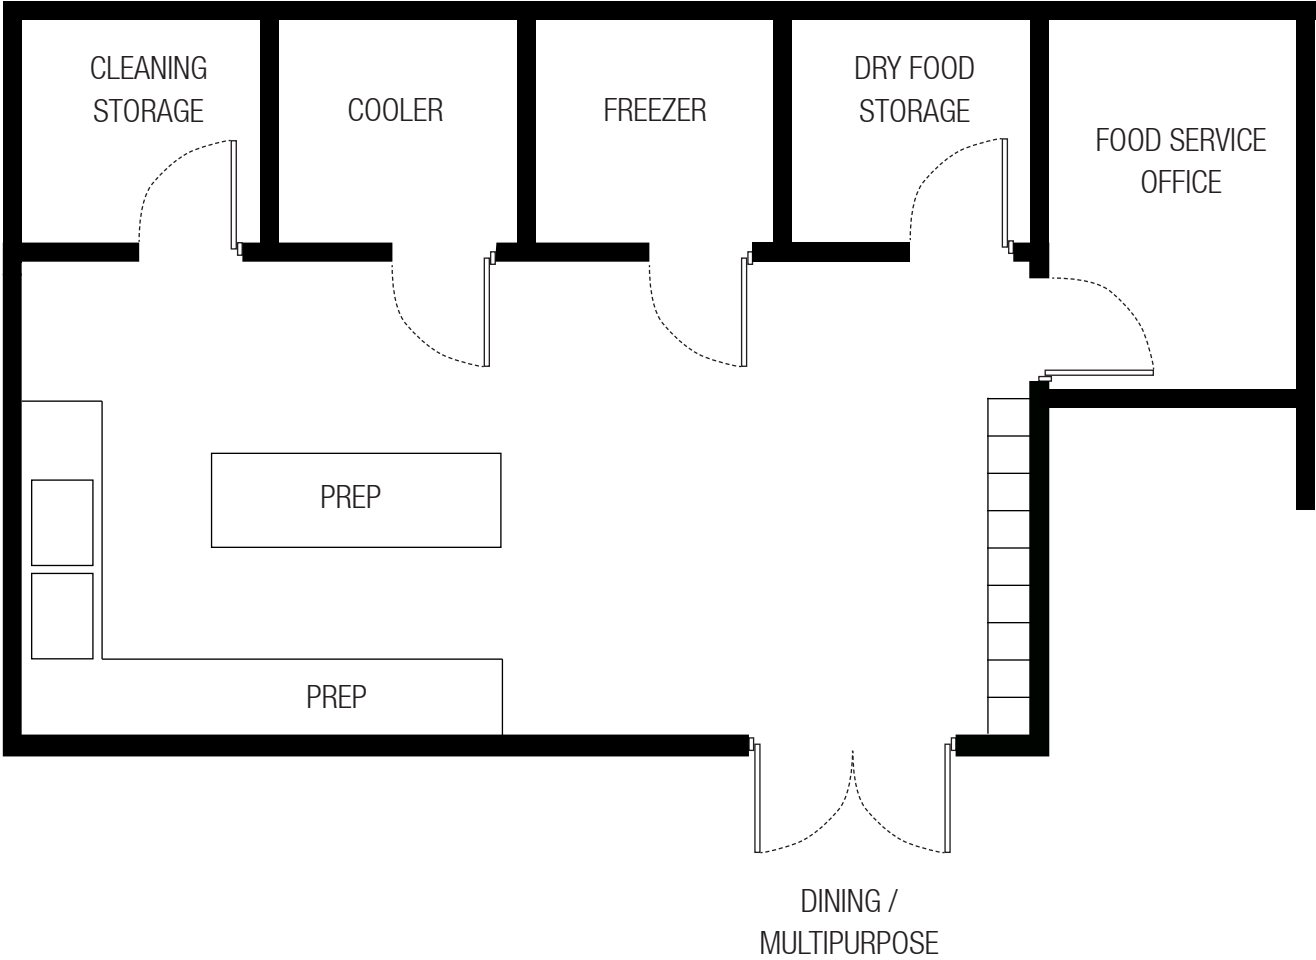 CLEANING
STORAGE
COOLER
FREEZER
DRY FOOD
STORAGE
FOOD SERVICE
OFFICE
PREP
PREP
DINING /
MULTIPURPOSE